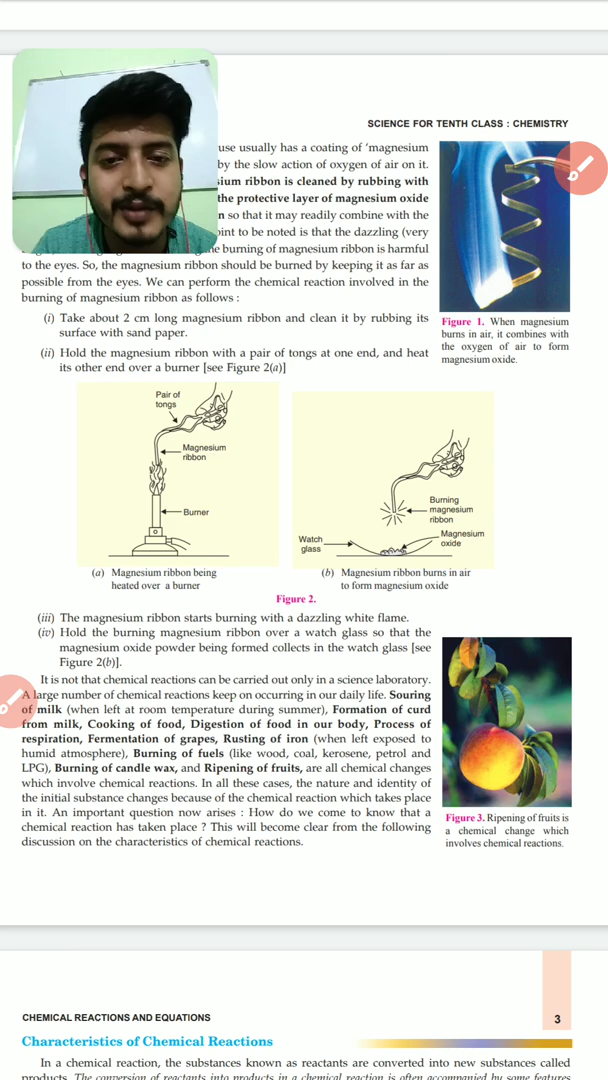 SCIENCE FOR TENTH CLASS : CHEMISTRY
use usually has a coating of ‘magnesium
by the slow action of oxygen of air on it.
ium ribbon is cleaned by rubbing with
the protective layer of magnesium oxide
n so that it may readily combine with the
oint to be noted is that the dazzling (very
he burning of magnesium ribbon is harmful
to the eyes. So, the magnesium ribbon should be burned by keeping it as far as
possible from the eyes. We can perform the chemical reaction involved in the
burning of magnesium ribbon as follows :
(i) Take about 2 cm long magnesium ribbon and clean it by rubbing its
surface with sand paper.
(ii) Hold the magnesium ribbon with a pair of tongs at one end, and heat
its other end over a burner [see Figure 2(a)]
Figure 1. When magnesium
burns in air, it combines with
the oxygen of air to form
magnesium oxide.
Pair of
tongs
Magnesium
ribbon
Burner
Burning
magnesium
ribbon
Watch
glass
Magnesium
oxide
(a) Magnesium ribbon being
heated over a burner
(b) Magnesium ribbon burns in air
to form magnesium oxide
Figure 2.
(iii) The magnesium ribbon starts burning with a dazzling white flame.
(iv) Hold the burning magnesium ribbon over a watch glass so that the
magnesium oxide powder being formed collects in the watch glass [see
Figure 2(b)].
It is not that chemical reactions can be carried out only in a science laboratory.
A large number of chemical reactions keep on occurring in our daily life. Souring
of milk (when left at room temperature during summer), Formation of curd
from milk, Cooking of food, Digestion of food in our body, Process of
respiration, Fermentation of grapes, Rusting of iron (when left exposed to
humid atmosphere), Burning of fuels (like wood, coal, kerosene, petrol and
LPG), Burning of candle wax, and Ripening of fruits, are all chemical changes
which involve chemical reactions. In all these cases, the nature and identity of
the initial substance changes because of the chemical reaction which takes place
in it. An important question now arises : How do we come to know that a
chemical reaction has taken place ? This will become clear from the following
discussion on the characteristics of chemical reactions.
Figure 3. Ripening of fruits is
a chemical change which
involves chemical reactions.
CHEMICAL REACTIONS AND EQUATIONS
3
Characteristics of Chemical Reactions
In a chemical reaction, the substances known as reactants are converted into new substances called
products. The conversion of reactants into products in a chemical reaction is often accompanied by some features